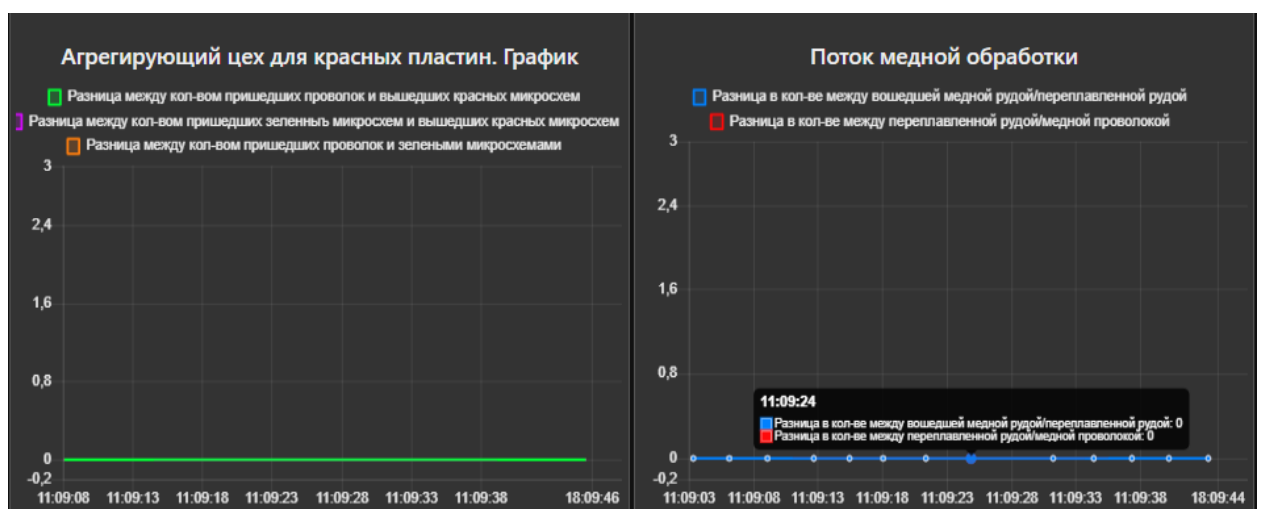 Агрегирующий цех для красных пластин. График
Разница между кол-вом пришедших проволок и вышедших красных микросхем
Разница между кол-вом пришедших зеленныъ микросхем и вышедших красных микросхем
Разница между кол-вом пришедших проволок и зелеными микросхемами
3
2,4
1,6
0,8
0
-0,2
11:09:08 11:09:13 11:09:18 11:09:23 11:09:28 11:09:33 11:09:38 18:09:46
Поток медной обработки
Разница в кол-ве между вошедшей медной рудой/переплавленной рудой
Разница в кол-ве между переплавленной рудой/медной проволокой
3
2,4
1,6
0,8
11:09:24
Разница в кол-ве между вошедшей медной рудой/переплавленной рудой: 0
Разница в кол-ве между переплавленной рудой/медной проволокой: 0
0
-0,2
11:09:03 11:09:08 11:09:13 11:09:18 11:09:23 11:09:28 11:09:33 11:09:38 18:09:44